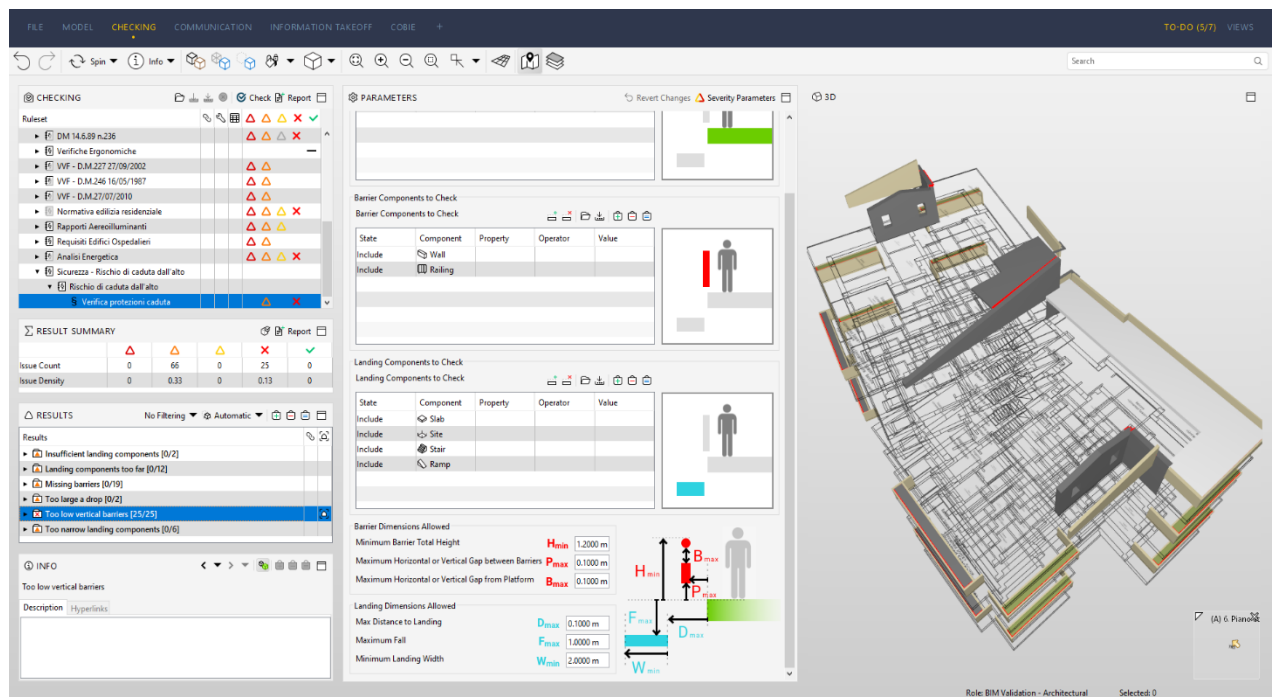 FILE MODEL CHECKING COMMUNICATION INFORMATION TAKEOFF COBIE + TO-DO (5/7) VIEWS
Spin Info Search
CHECKING Check Report
Ruleset
DM 14.6.89 n.236
Verifiche Ergonomiche
VVF - D.M.227 27/09/2002
VVF - D.M.246 16/05/1987
VVF - D.M.27/07/2010
Normativa edilizia residenziale
Rapporti Aereoilluminanti
Requisiti Edifici Ospedalieri
Analisi Energetica
Sicurezza - Rischio di caduta dall'alto
Rischio di caduta dall'alto
§ Verifica protezioni caduta
RESULT SUMMARY Report
Issue Count 0 66 0 25 0
Issue Density 0 0.33 0 0.13 0
RESULTS No Filtering Automatic
Results
Insufficient landing components [0/2]
Landing components too far [0/12]
Missing barriers [0/19]
Too large a drop [0/2]
Too low vertical barriers [25/25]
Too narrow landing components [0/6]
INFO
Too low vertical barriers
Description Hyperlinks
PARAMETERS Revert Changes Severity Parameters
Barrier Components to Check
Barrier Components to Check
State Component Property Operator Value
Include Wall
Include Railing
Landing Components to Check
Landing Components to Check
State Component Property Operator Value
Include Slab
Include Site
Include Stair
Include Ramp
Barrier Dimensions Allowed
Minimum Barrier Total Height Hmin 1.2000 m
Maximum Horizontal or Vertical Gap between Barriers Pmax 0.1000 m
Maximum Horizontal or Vertical Gap from Platform Bmax 0.1000 m
Landing Dimensions Allowed
Max Distance to Landing Dmax 0.1000 m
Maximum Fall Fmax 1.0000 m
Minimum Landing Width Wmin 2.0000 m
B max
H min
P max
F max
D max
W min
3D
(A) 6. Piano
Role: BIM Validation - Architectural Selected: 0